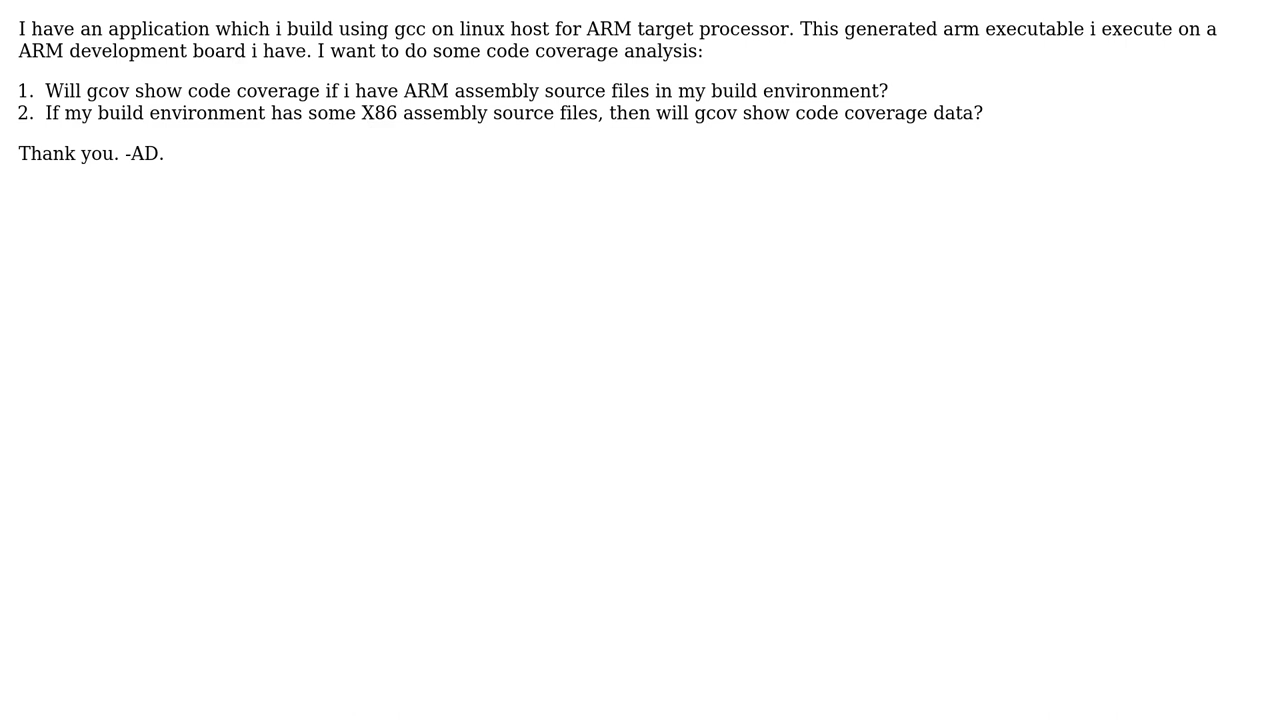 I have an application which i build using gcc on linux host for ARM target processor. This generated arm executable i execute on a
ARM development board i have. I want to do some code coverage analysis:
1. Will gcov show code coverage if i have ARM assembly source files in my build environment?
2. If my build environment has some X86 assembly source files, then will gcov show code coverage data?
Thank you. -AD.